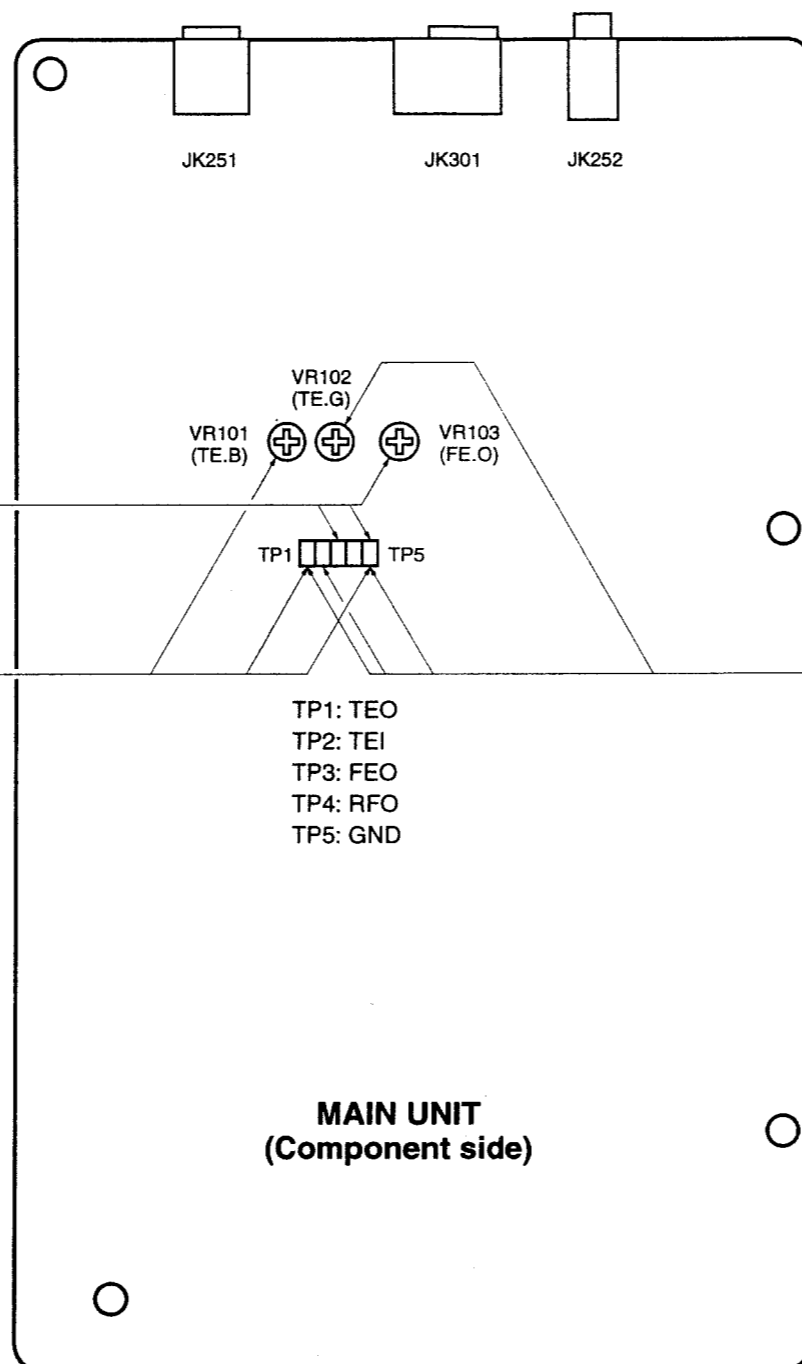 JK251
JK301
JK252
VR102
(TE.G)
VR101
(TE.B)
VR103
(FE.O)
TP1
TP5
TP1: TEO
TP2: TEI
TP3: FEO
TP4: RFO
TP5: GND
MAIN UNIT
(Component side)